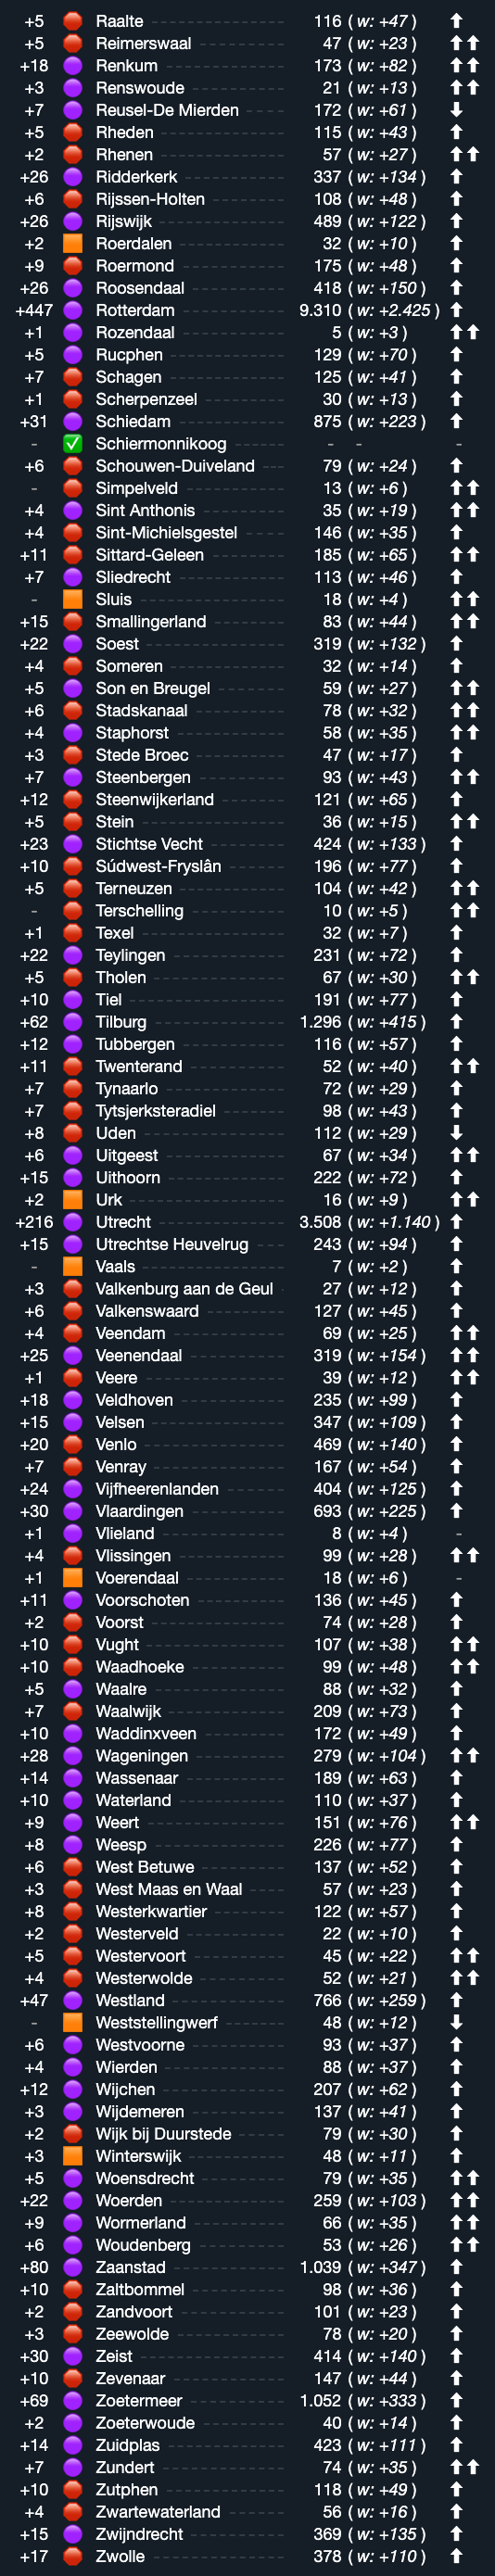 +5 Raalte 116 ( w: +47 )
+5 Reimerswaal 47 ( w: +23 )
+18 Renkum 173 ( w: +82 )
+3 Renswoude 21 ( w: +13 )
+7 Reusel-De Mierden 172 ( w: +61 )
+5 Rheden 115 ( w: +43 )
+2 Rhenen 57 ( w: +27 )
+26 Ridderkerk 337 ( w: +134 )
+6 Rijssen-Holten 108 ( w: +48 )
+26 Rijswijk 489 ( w: +122 )
+2 Roerdalen 32 ( w: +10 )
+9 Roermond 175 ( w: +48 )
+26 Roosendaal 418 ( w: +150 )
+447 Rotterdam 9.310 ( w: +2.425 )
+1 Rozendaal 5 ( w: +3 )
+5 Rucphen 129 ( w: +70 )
+7 Schagen 125 ( w: +41 )
+1 Scherpenzeel 30 ( w: +13 )
+31 Schiedam 875 ( w: +223 )
- Schiermonnikoog - - -
+6 Schouwen-Duiveland 79 ( w: +24 )
- Simpelveld 13 ( w: +6 )
+4 Sint Anthonis 35 ( w: +19 )
+4 Sint-Michielsgestel 146 ( w: +35 )
+11 Sittard-Geleen 185 ( w: +65 )
+7 Sliedrecht 113 ( w: +46 )
- Sluis 18 ( w: +4 )
+15 Smallingerland 83 ( w: +44 )
+22 Soest 319 ( w: +132 )
+4 Someren 32 ( w: +14 )
+5 Son en Breugel 59 ( w: +27 )
+6 Stadskanaal 78 ( w: +32 )
+4 Staphorst 58 ( w: +35 )
+3 Stede Broec 47 ( w: +17 )
+7 Steenbergen 93 ( w: +43 )
+12 Steenwijkerland 121 ( w: +65 )
+5 Stein 36 ( w: +15 )
+23 Stichtse Vecht 424 ( w: +133 )
+10 Súdwest-Fryslân 196 ( w: +77 )
+5 Terneuzen 104 ( w: +42 )
- Terschelling 10 ( w: +5 )
+1 Texel 32 ( w: +7 )
+22 Teylingen 231 ( w: +72 )
+5 Tholen 67 ( w: +30 )
+10 Tiel 191 ( w: +77 )
+62 Tilburg 1.296 ( w: +415 )
+12 Tubbergen 116 ( w: +57 )
+11 Twenterand 52 ( w: +40 )
+7 Tynaarlo 72 ( w: +29 )
+7 Tytsjerksteradiel 98 ( w: +43 )
+8 Uden 112 ( w: +29 )
+6 Uitgeest 67 ( w: +34 )
+15 Uithoorn 222 ( w: +72 )
+2 Urk 16 ( w: +9 )
+216 Utrecht 3.508 ( w: +1.140 )
+15 Utrechtse Heuvelrug 243 ( w: +94 )
- Vaals 7 ( w: +2 )
+3 Valkenburg aan de Geul 27 ( w: +12 )
+6 Valkenswaard 127 ( w: +45 )
+4 Veendam 69 ( w: +25 )
+25 Veenendaal 319 ( w: +154 )
+1 Veere 39 ( w: +12 )
+18 Veldhoven 235 ( w: +99 )
+15 Velsen 347 ( w: +109 )
+20 Venlo 469 ( w: +140 )
+7 Venray 167 ( w: +54 )
+24 Vijfheerenlanden 404 ( w: +125 )
+30 Vlaardingen 693 ( w: +225 )
+1 Vlieland 8 ( w: +4 ) -
+4 Vlissingen 99 ( w: +28 )
+1 Voerendaal 18 ( w: +6 ) -
+11 Voorschoten 136 ( w: +45 )
+2 Voorst 74 ( w: +28 )
+10 Vught 107 ( w: +38 )
+10 Waadhoeke 99 ( w: +48 )
+5 Waalre 88 ( w: +32 )
+7 Waalwijk 209 ( w: +73 )
+10 Waddinxveen 172 ( w: +49 )
+28 Wageningen 279 ( w: +104 )
+14 Wassenaar 189 ( w: +63 )
+10 Waterland 110 ( w: +37 )
+9 Weert 151 ( w: +76 )
+8 Weesp 226 ( w: +77 )
+6 West Betuwe 137 ( w: +52 )
+3 West Maas en Waal 57 ( w: +23 )
+8 Westerkwartier 122 ( w: +57 )
+2 Westerveld 22 ( w: +10 )
+5 Westervoort 45 ( w: +22 )
+4 Westerwolde 52 ( w: +21 )
+47 Westland 766 ( w: +259 )
- Weststellingwerf 48 ( w: +12 )
+6 Westvoorne 93 ( w: +37 )
+4 Wierden 88 ( w: +37 )
+12 Wijchen 207 ( w: +62 )
+3 Wijdemeren 137 ( w: +41 )
+2 Wijk bij Duurstede 79 ( w: +30 )
+3 Winterswijk 48 ( w: +11 )
+5 Woensdrecht 79 ( w: +35 )
+22 Woerden 259 ( w: +103 )
+9 Wormerland 66 ( w: +35 )
+6 Woudenberg 53 ( w: +26 )
+80 Zaanstad 1.039 ( w: +347 )
+10 Zaltbommel 98 ( w: +36 )
+2 Zandvoort 101 ( w: +23 )
+3 Zeewolde 78 ( w: +20 )
+30 Zeist 414 ( w: +140 )
+10 Zevenaar 147 ( w: +44 )
+69 Zoetermeer 1.052 ( w: +333 )
+2 Zoeterwoude 40 ( w: +14 )
+14 Zuidplas 423 ( w: +111 )
+7 Zundert 74 ( w: +35 )
+10 Zutphen 118 ( w: +49 )
+4 Zwartewaterland 56 ( w: +16 )
+15 Zwijndrecht 369 ( w: +135 )
+17 Zwolle 378 ( w: +110 )